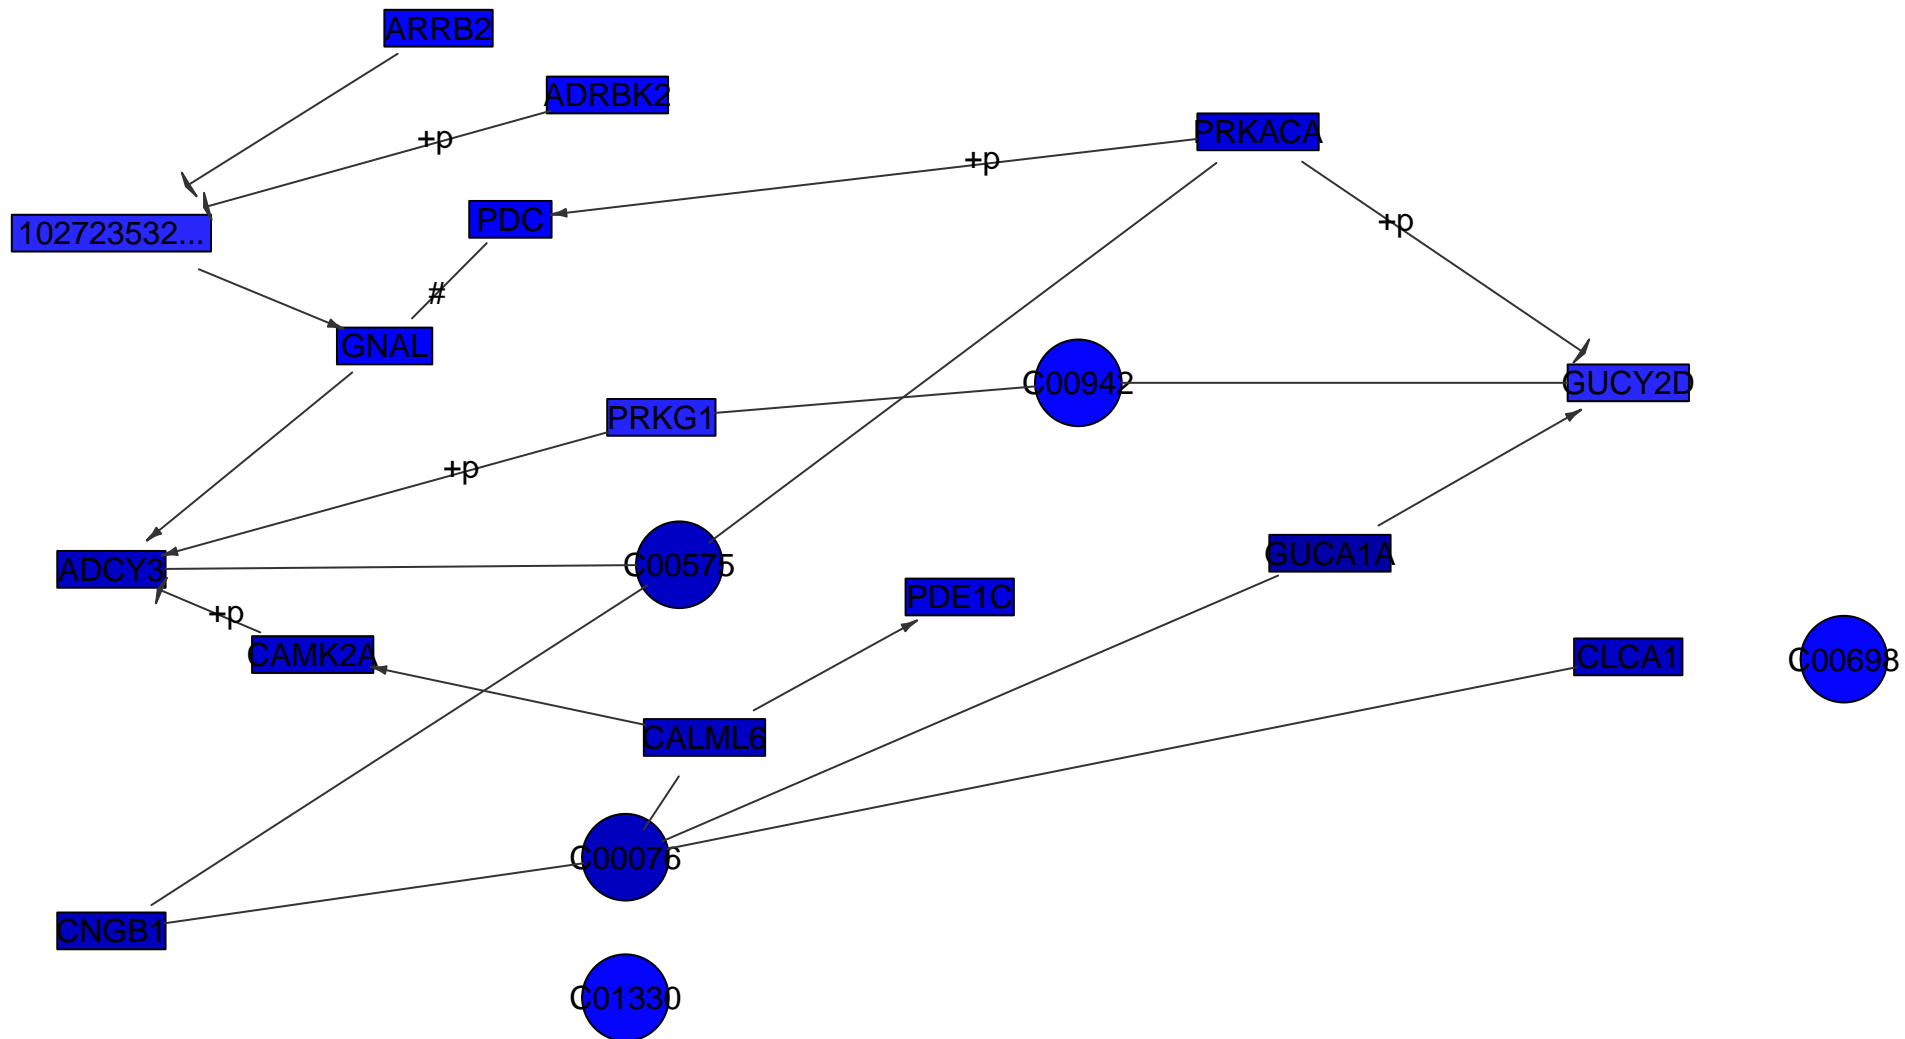 ARRB2
ADRBK2
PRKACA
+p
+p
102723532...
PDC
+p
#
GNAL
C00942
GUCY2D
PRKG1
+p
ADCY3
C00575
GUCA1A
PDE1C
+p
CAMK2A
CLCA1
C00698
CALML6
C00076
CNGB1
C01330